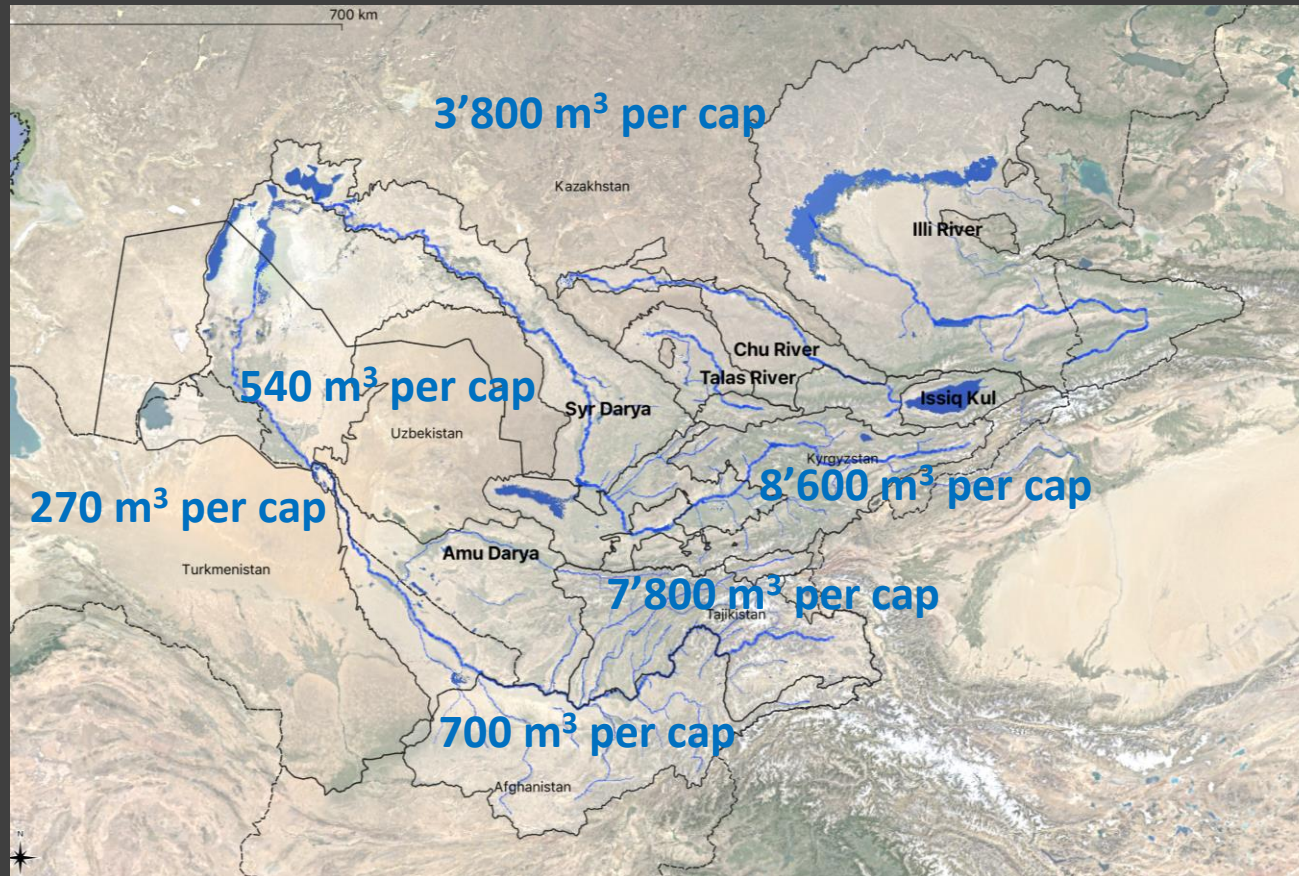 700 km
3’800 m³ per cap
Kazakhstan
Illi River
Chu River
Talas River
540 m³ per cap
Issiq Kul
Syr Darya
Uzbekistan
Kyrgyzstan
8’600 m³ per cap
270 m³ per cap
Amu Darya
Turkmenistan
7’800 m³ per cap
Tajikistan
700 m³ per cap
Afghanistan
N